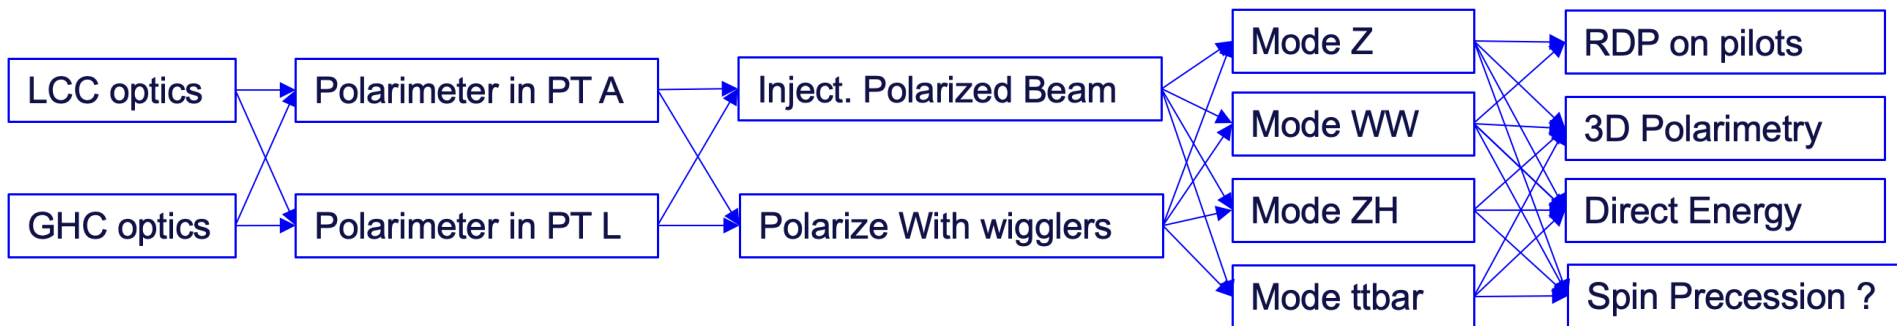 LCC optics
GHC optics
Polarimeter in PT A
Polarimeter in PT L
Inject. Polarized Beam
Polarize With wigglers
Mode Z
Mode WW
Mode ZH
Mode ttbar
RDP on pilots
3D Polarimetry
Direct Energy
Spin Precession ?